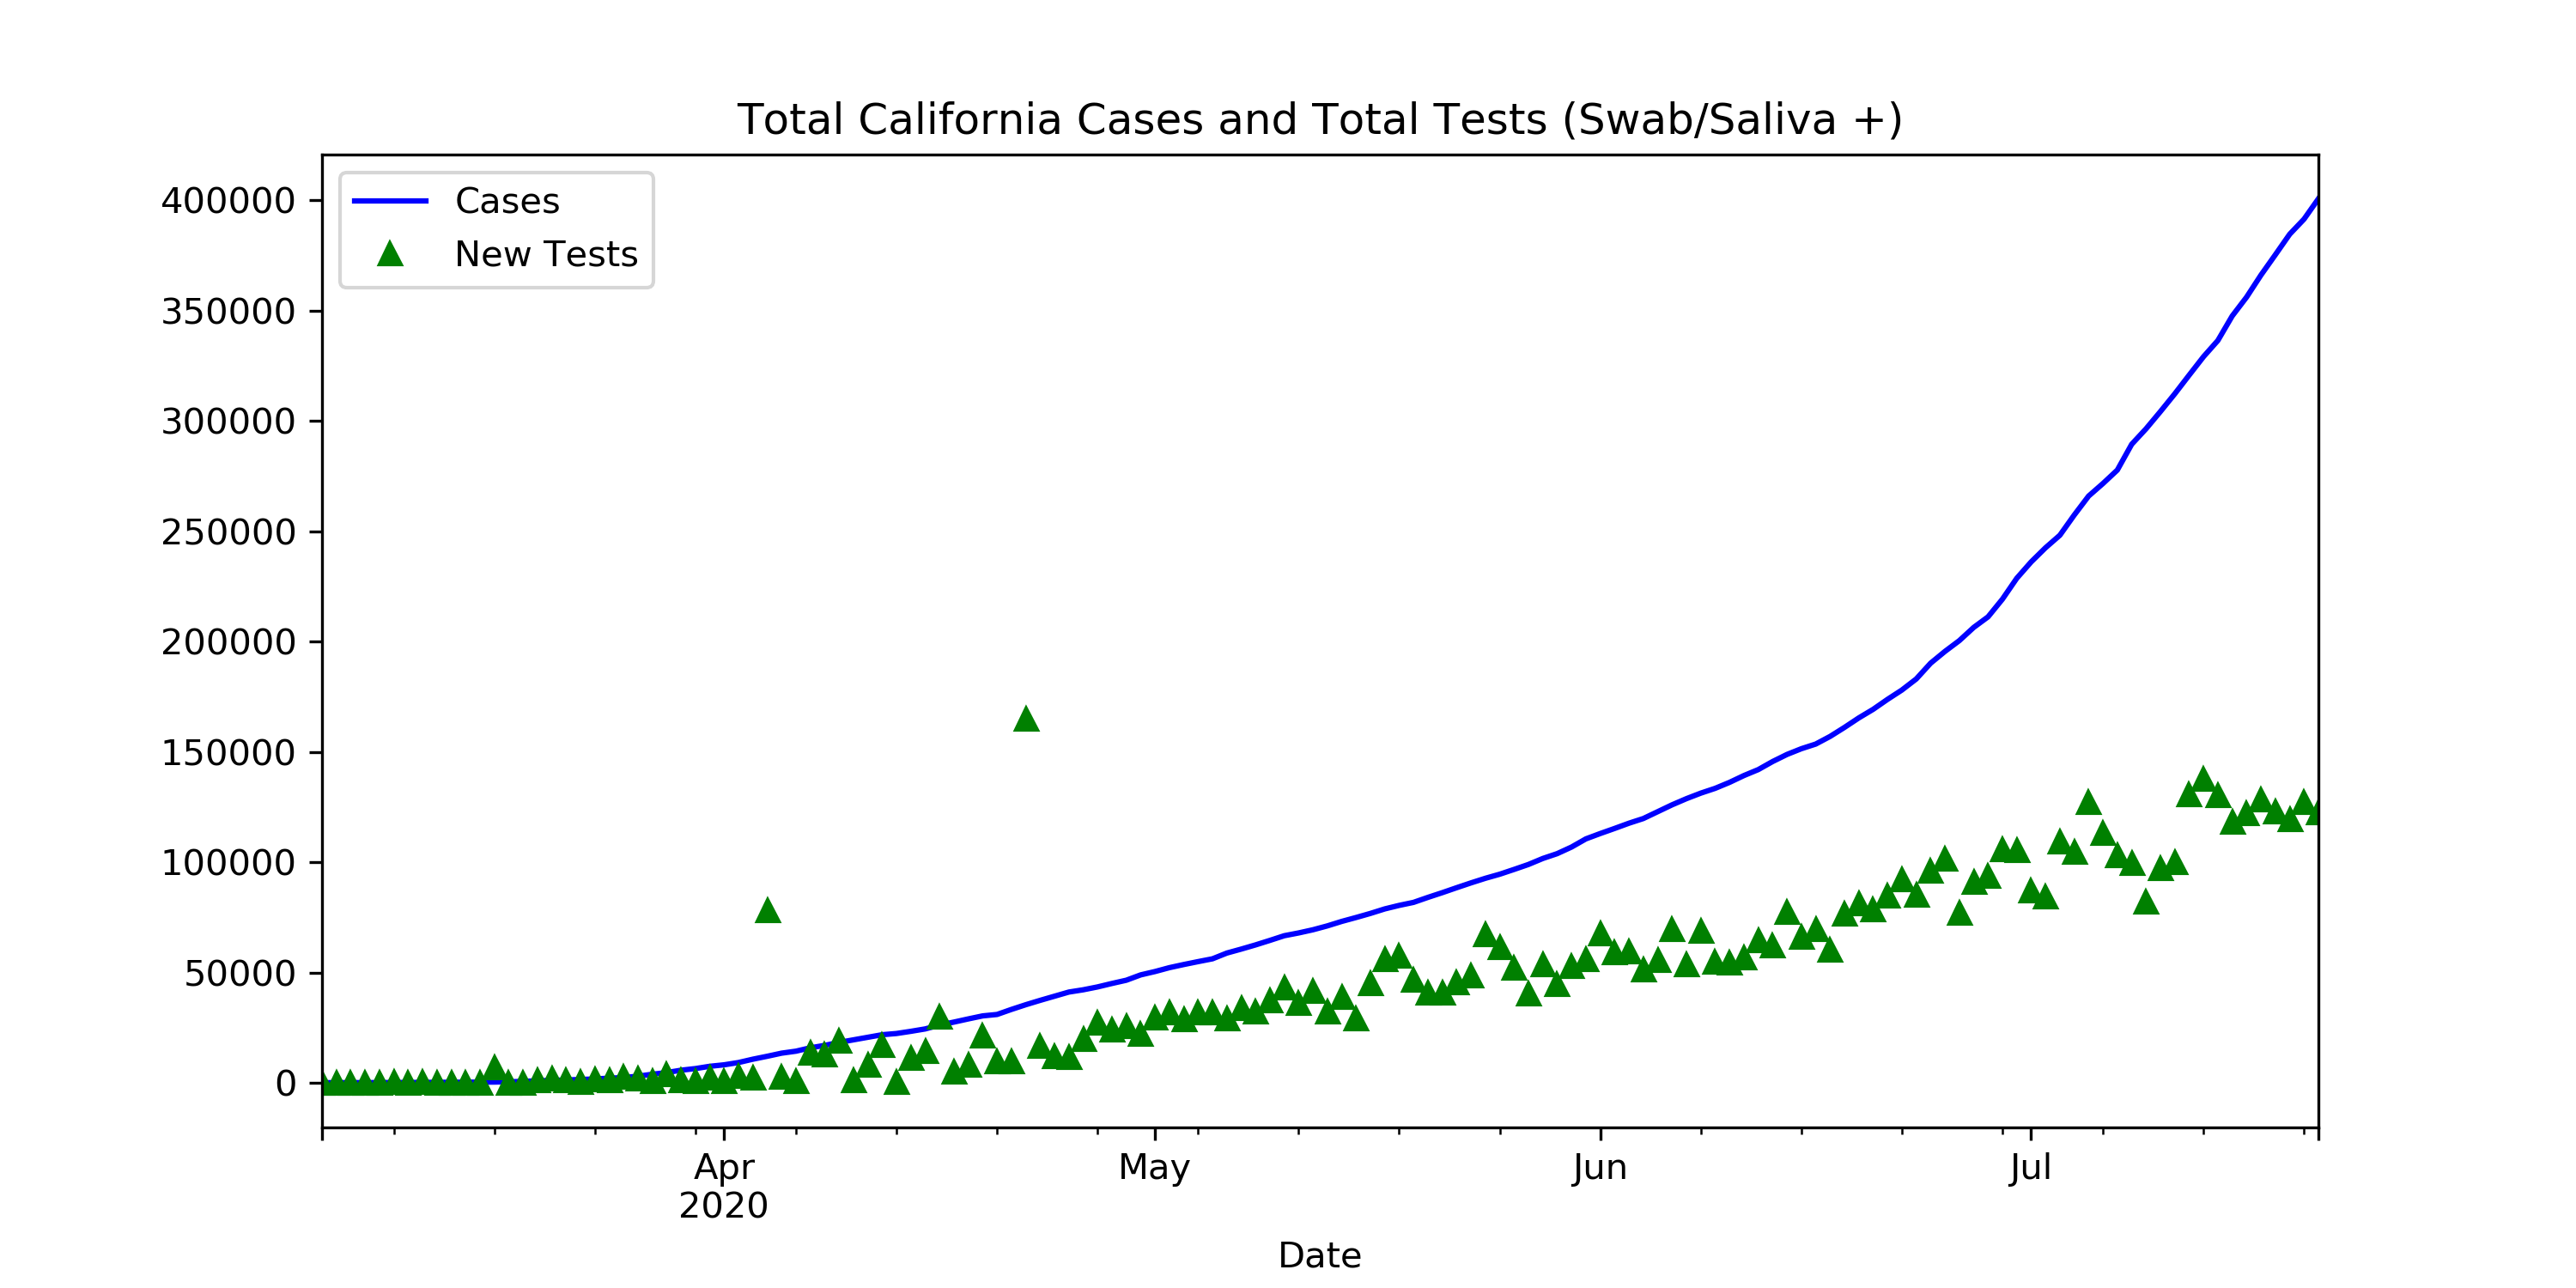 Total California Cases and Total Tests (Swab/Saliva +)
Cases
New Tests
400000
350000
300000
250000
200000
150000
100000
50000
0
Apr
2020
May
Jun
Jul
Date